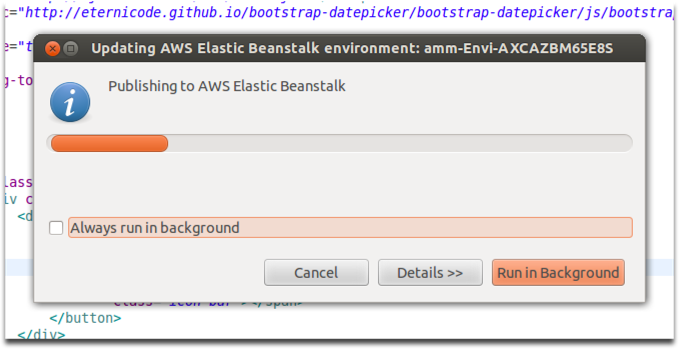 c="http://eternicode.github.io/bootstrap-datepicker/bootstrap-datepicker/js/bootstrap
e="t
Updating AWS Elastic Beanstalk environment: amm-Envi-AXCAZBM65E8S
ng-to
Publishing to AWS Elastic Beanstalk
lass
iv c
<d
Always run in background
Cancel Details >> Run in Background
class="icon-bar"></span>
</button>
</div>